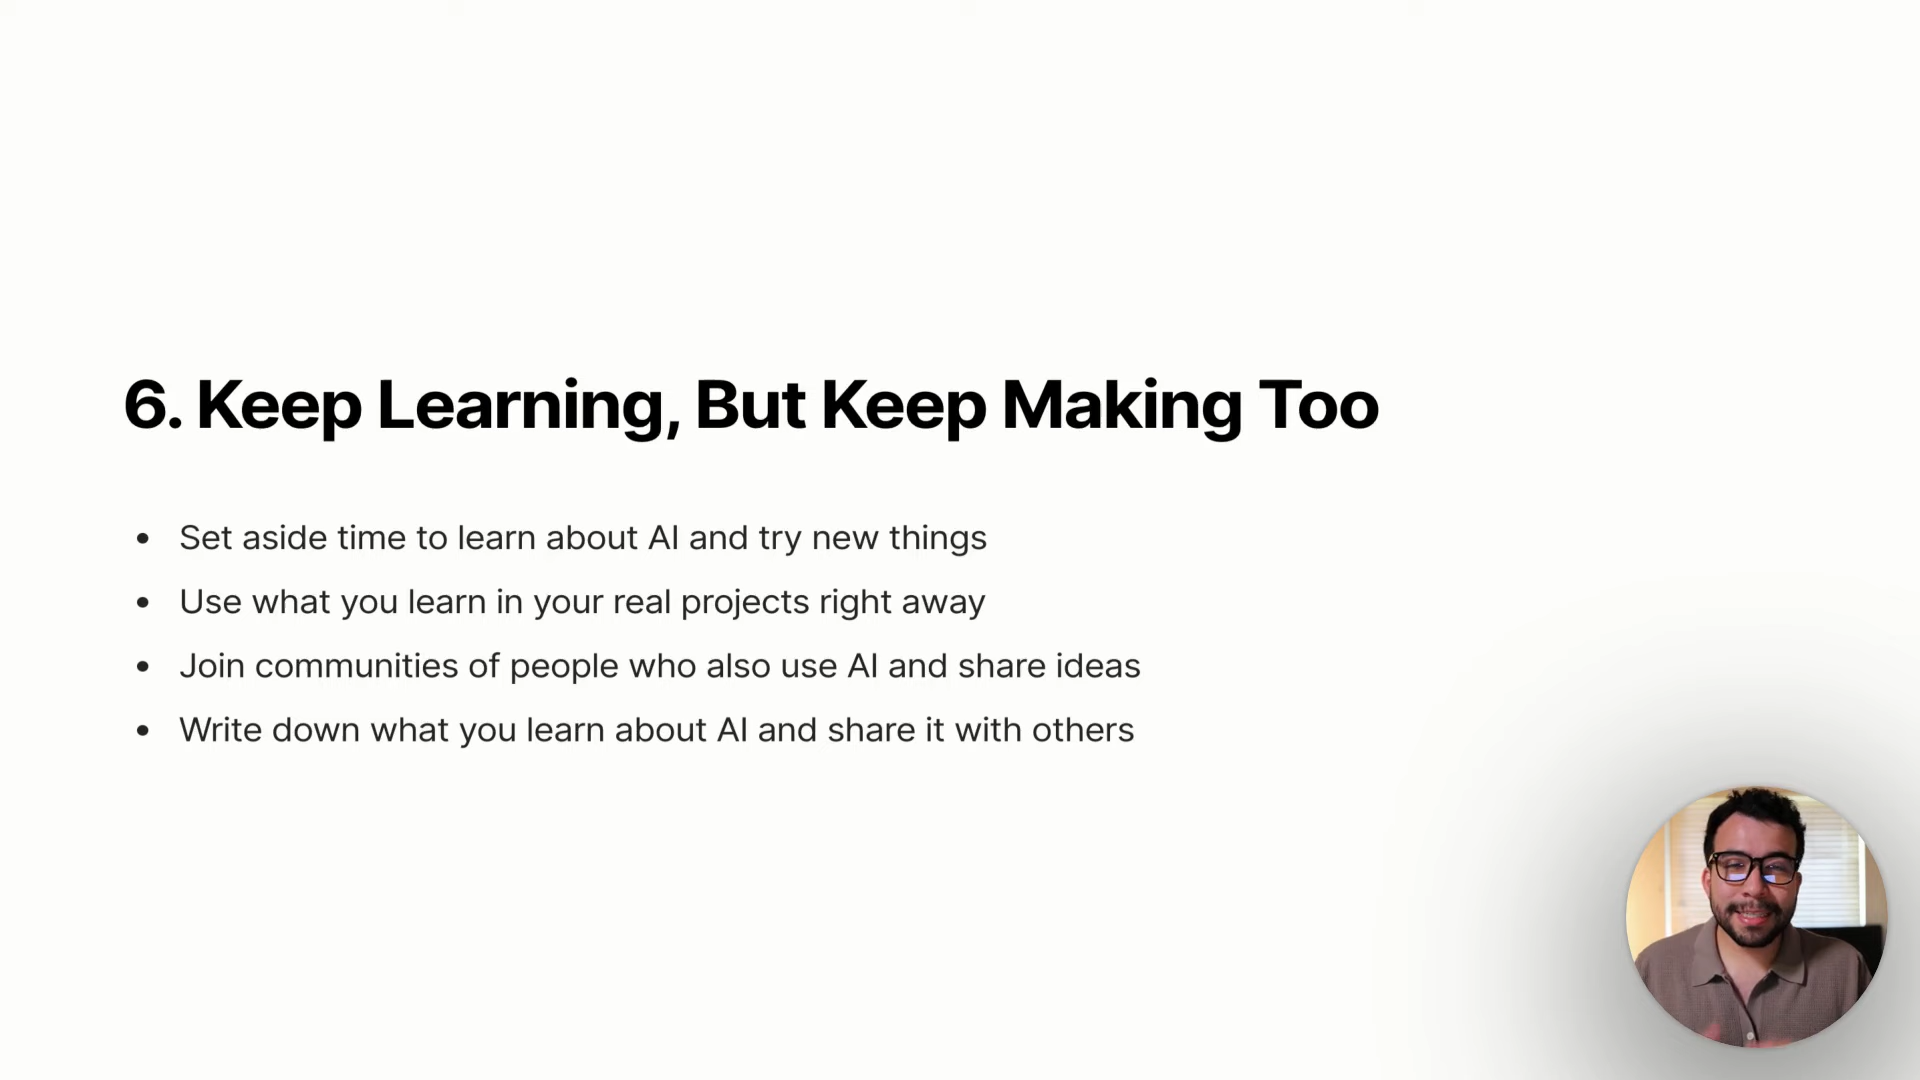 6. Keep Learning, But Keep Making Too
• Set aside time to learn about AI and try new things
• Use what you learn in your real projects right away
• Join communities of people who also use AI and share ideas
• Write down what you learn about AI and share it with others